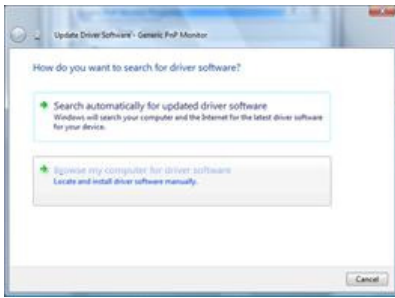 Update Driver Software - Generic PnP Monitor
How do you want to search for driver software?
Search automatically for updated driver software
Windows will search your computer and the Internet for the latest driver software
for your device.
Browse my computer for driver software
Locate and install driver software manually.
Cancel